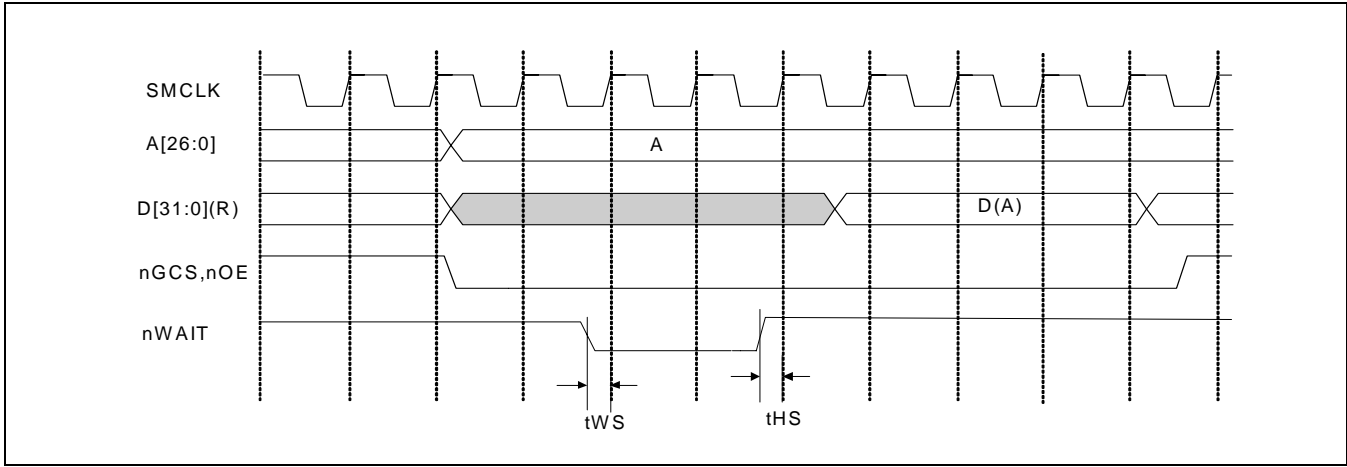 SMCLK
A[26:0]
A
D[31:0](R)
D(A)
nGCS,nOE
nWAIT
tWS
tHS